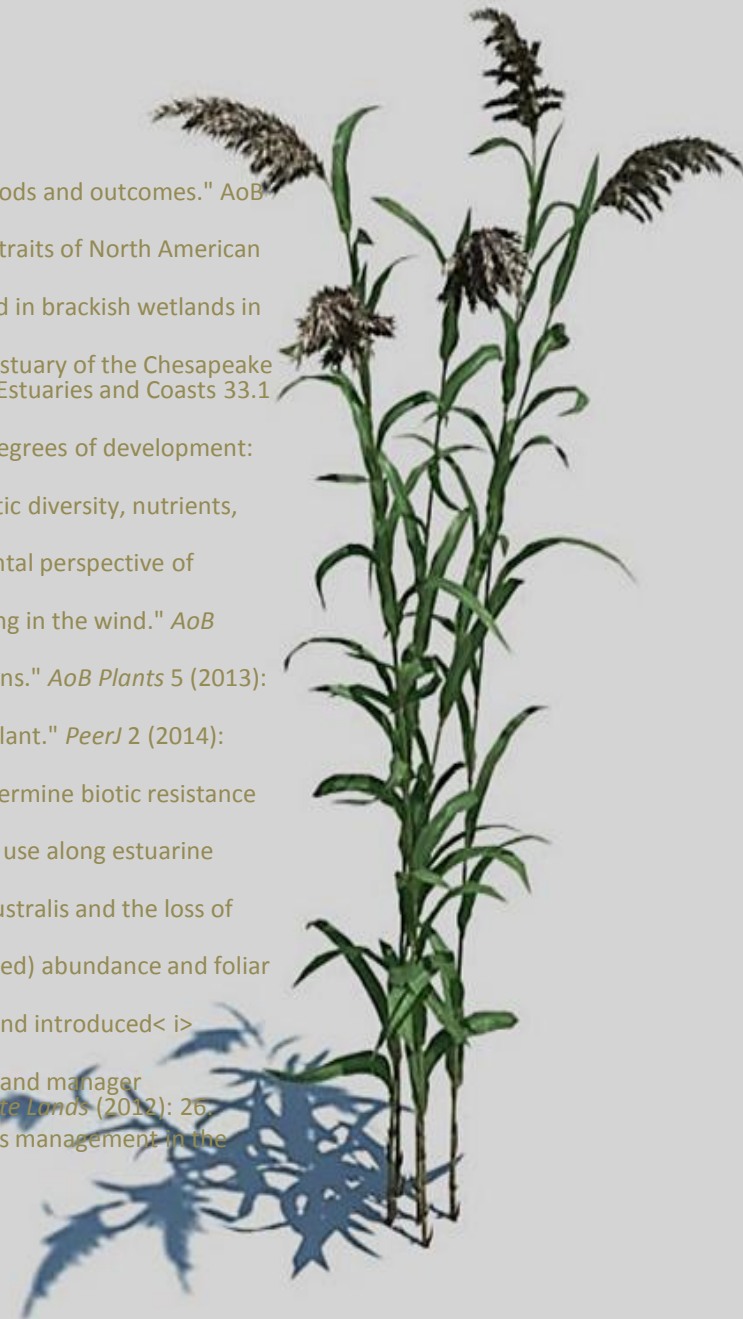 ods and outcomes." AoB
traits of North American
d in brackish wetlands in
stuary of the Chesapeake
Estuaries and Coasts 33.1
egrees of development:
tic diversity, nutrients,
ntal perspective of
ng in the wind." AoB
ns." AoB Plants 5 (2013):
lant." PeerJ 2 (2014):
ermine biotic resistance
use along estuarine
ustralis and the loss of
ed) abundance and foliar
nd introduced< i>
and manager
te Lands (2012): 26.
s management in the